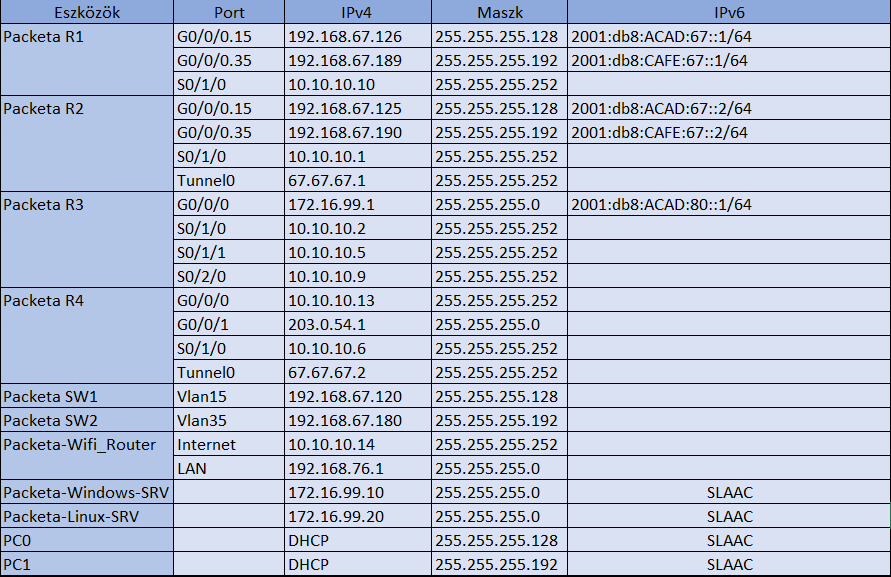 Eszközök Port IPv4 Maszk IPv6
Packeta R1 G0/0/0.15 192.168.67.126 255.255.255.128 2001:db8:ACAD:67::1/64
G0/0/0.35 192.168.67.189 255.255.255.192 2001:db8:CAFE:67::1/64
S0/1/0 10.10.10.10 255.255.255.252
Packeta R2 G0/0/0.15 192.168.67.125 255.255.255.128 2001:db8:ACAD:67::2/64
G0/0/0.35 192.168.67.190 255.255.255.192 2001:db8:CAFE:67::2/64
S0/1/0 10.10.10.1 255.255.255.252
Tunnel0 67.67.67.1 255.255.255.252
Packeta R3 G0/0/0 172.16.99.1 255.255.255.0 2001:db8:ACAD:80::1/64
S0/1/0 10.10.10.2 255.255.255.252
S0/1/1 10.10.10.5 255.255.255.252
S0/2/0 10.10.10.9 255.255.255.252
Packeta R4 G0/0/0 10.10.10.13 255.255.255.252
G0/0/1 203.0.54.1 255.255.255.0
S0/1/0 10.10.10.6 255.255.255.252
Tunnel0 67.67.67.2 255.255.255.252
Packeta SW1 Vlan15 192.168.67.120 255.255.255.128
Packeta SW2 Vlan35 192.168.67.180 255.255.255.192
Packeta-Wifi_Router Internet 10.10.10.14 255.255.255.252
LAN 192.168.76.1 255.255.255.0
Packeta-Windows-SRV 172.16.99.10 255.255.255.0 SLAAC
Packeta-Linux-SRV 172.16.99.20 255.255.255.0 SLAAC
PC0 DHCP 255.255.255.128 SLAAC
PC1 DHCP 255.255.255.192 SLAAC